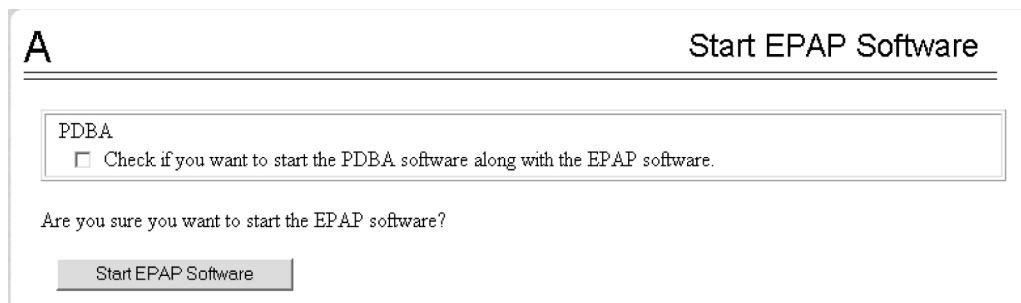 A
Start EPAP Software
PDBA
Check if you want to start the PDBA software along with the EPAP software.
Are you sure you want to start the EPAP software?
Start EPAP Software